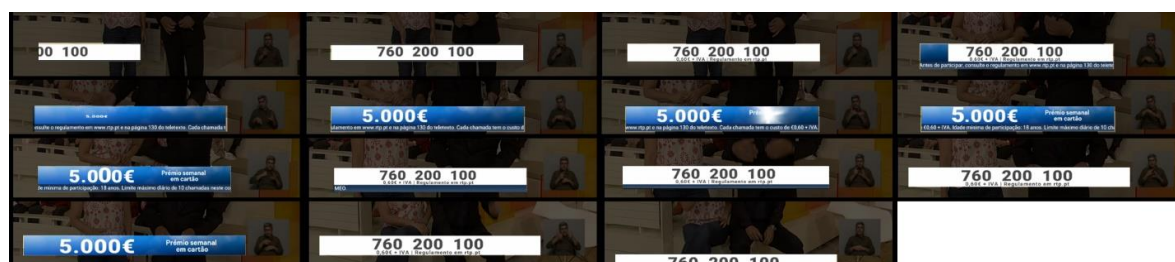 00 100
760 200 100
760 200 100
0,60€ + IVA | Regulamento em rtp.pt
760 200 100
0,60€ + IVA | Regulamento em rtp.pt
Antes de participar, consulte o regulamento em www.rtp.pt e na página 130 do telete
5.000€
nsulte o regulamento em www.rtp.pt e na página 130 do teletexto. Cada chamada t
5.000€
ulamento em www.rtp.pt e na página 130 do teletexto. Cada chamada tem o custo d
5.000€
www.rtp.pt e na página 130 do teletexto. Cada chamada tem o custo de €0,60 + IVA.
5.000€ Prémio semanal
em cartão
€0,60 + IVA. Idade mínima de participação: 18 anos. Limite máximo diário de 10 ch
5.000€ Prémio semanal
em cartão
de mínima de participação: 18 anos. Limite máximo diário de 10 chamadas neste co
760 200 100
0,60€ + IVA | Regulamento em rtp.pt
MEO.
760 200 100
0,60€ + IVA | Regulamento em rtp.pt
760 200 100
0,60€ + IVA | Regulamento em rtp.pt
5.000€ Prémio semanal
em cartão
760 200 100
0,60€ + IVA | Regulamento em rtp.pt
760 200 100